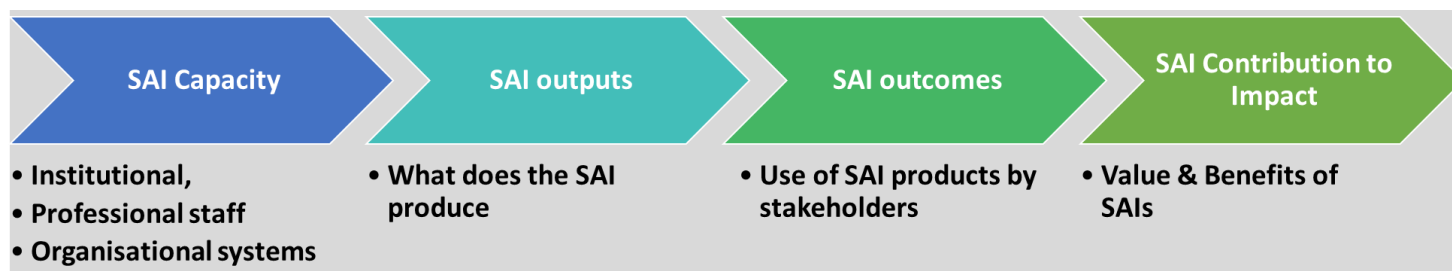 SAI Capacity
SAI outputs
SAI outcomes
SAI Contribution to
Impact
• Institutional,
• Professional staff
• Organisational systems
• What does the SAI
produce
• Use of SAI products by
stakeholders
• Value & Benefits of
SAIs